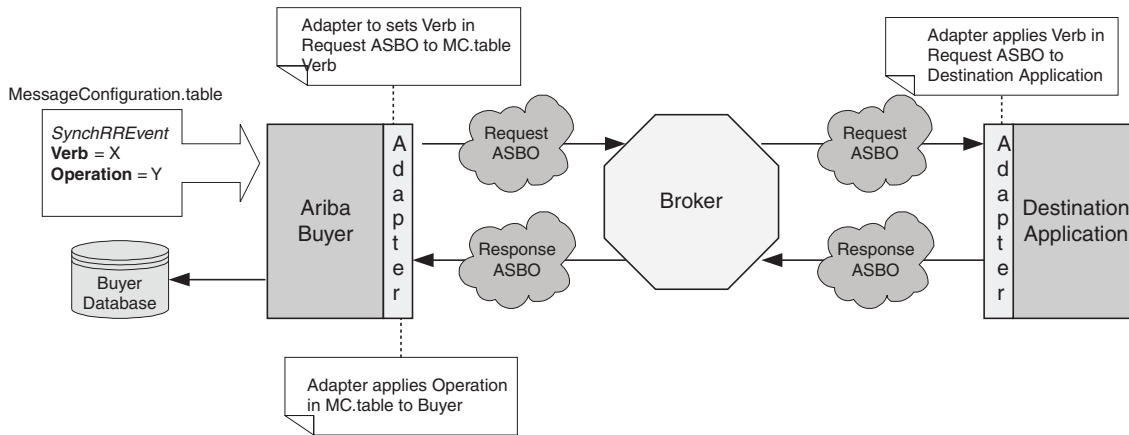 Adapter to sets Verb in
Request ASBO to MC.table
Verb
Adapter applies Verb in
Request ASBO to
Destination Application
MessageConfiguration.table
SynchRREvent
Verb = X
Operation = Y
Ariba
Buyer
Adapter
Request
ASBO
Response
ASBO
Broker
Request
ASBO
Response
ASBO
Adapter
Destination
Application
Buyer
Database
Adapter applies Operation
in MC.table to Buyer